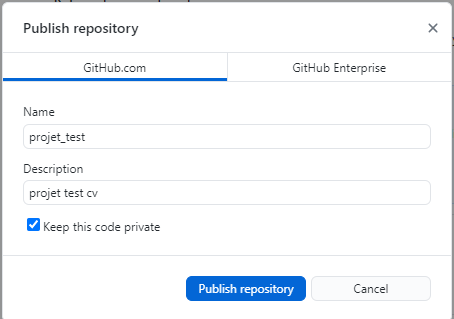 Publish repository
GitHub.com
GitHub Enterprise
Name
projet_test
Description
projet test cv
Keep this code private
Publish repository
Cancel